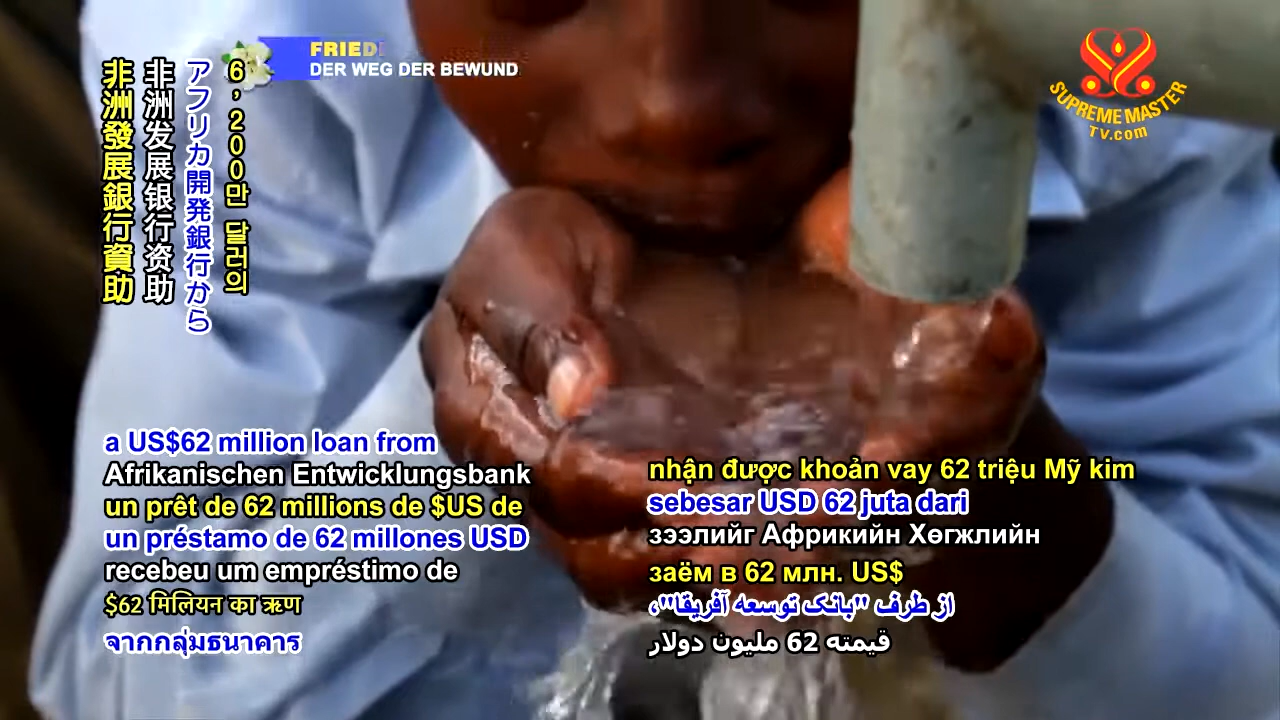 FRIED
DER WEG DER BEWUND
SUPREME MASTER
TV.com
非洲發展銀行資助
非洲发展银行资助
アフリカ開発銀行から
6,200만 달러의
a US$62 million loan from
Afrikanischen Entwicklungsbank
un prêt de 62 millions de $US de
un préstamo de 62 millones USD
recebeu um empréstimo de
$62 मिलियन का ऋण
จากกลุ่มธนาคาร
nhận được khoản vay 62 triệu Mỹ kim
sebesar USD 62 juta dari
зээлийг Африкийн Хөгжлийн
заём в 62 млн. US$
از طرف "بانک توسعه آفریقا"،
قيمته 62 مليون دولار